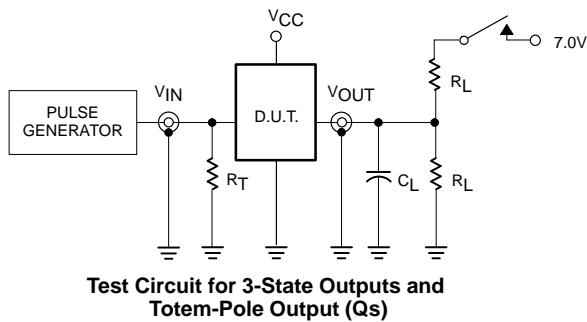 VCC
7.0V
RL
PULSE
GENERATOR
VIN
D.U.T.
VOUT
RT
CL
RL
Test Circuit for 3-State Outputs and
Totem-Pole Output (Qs)